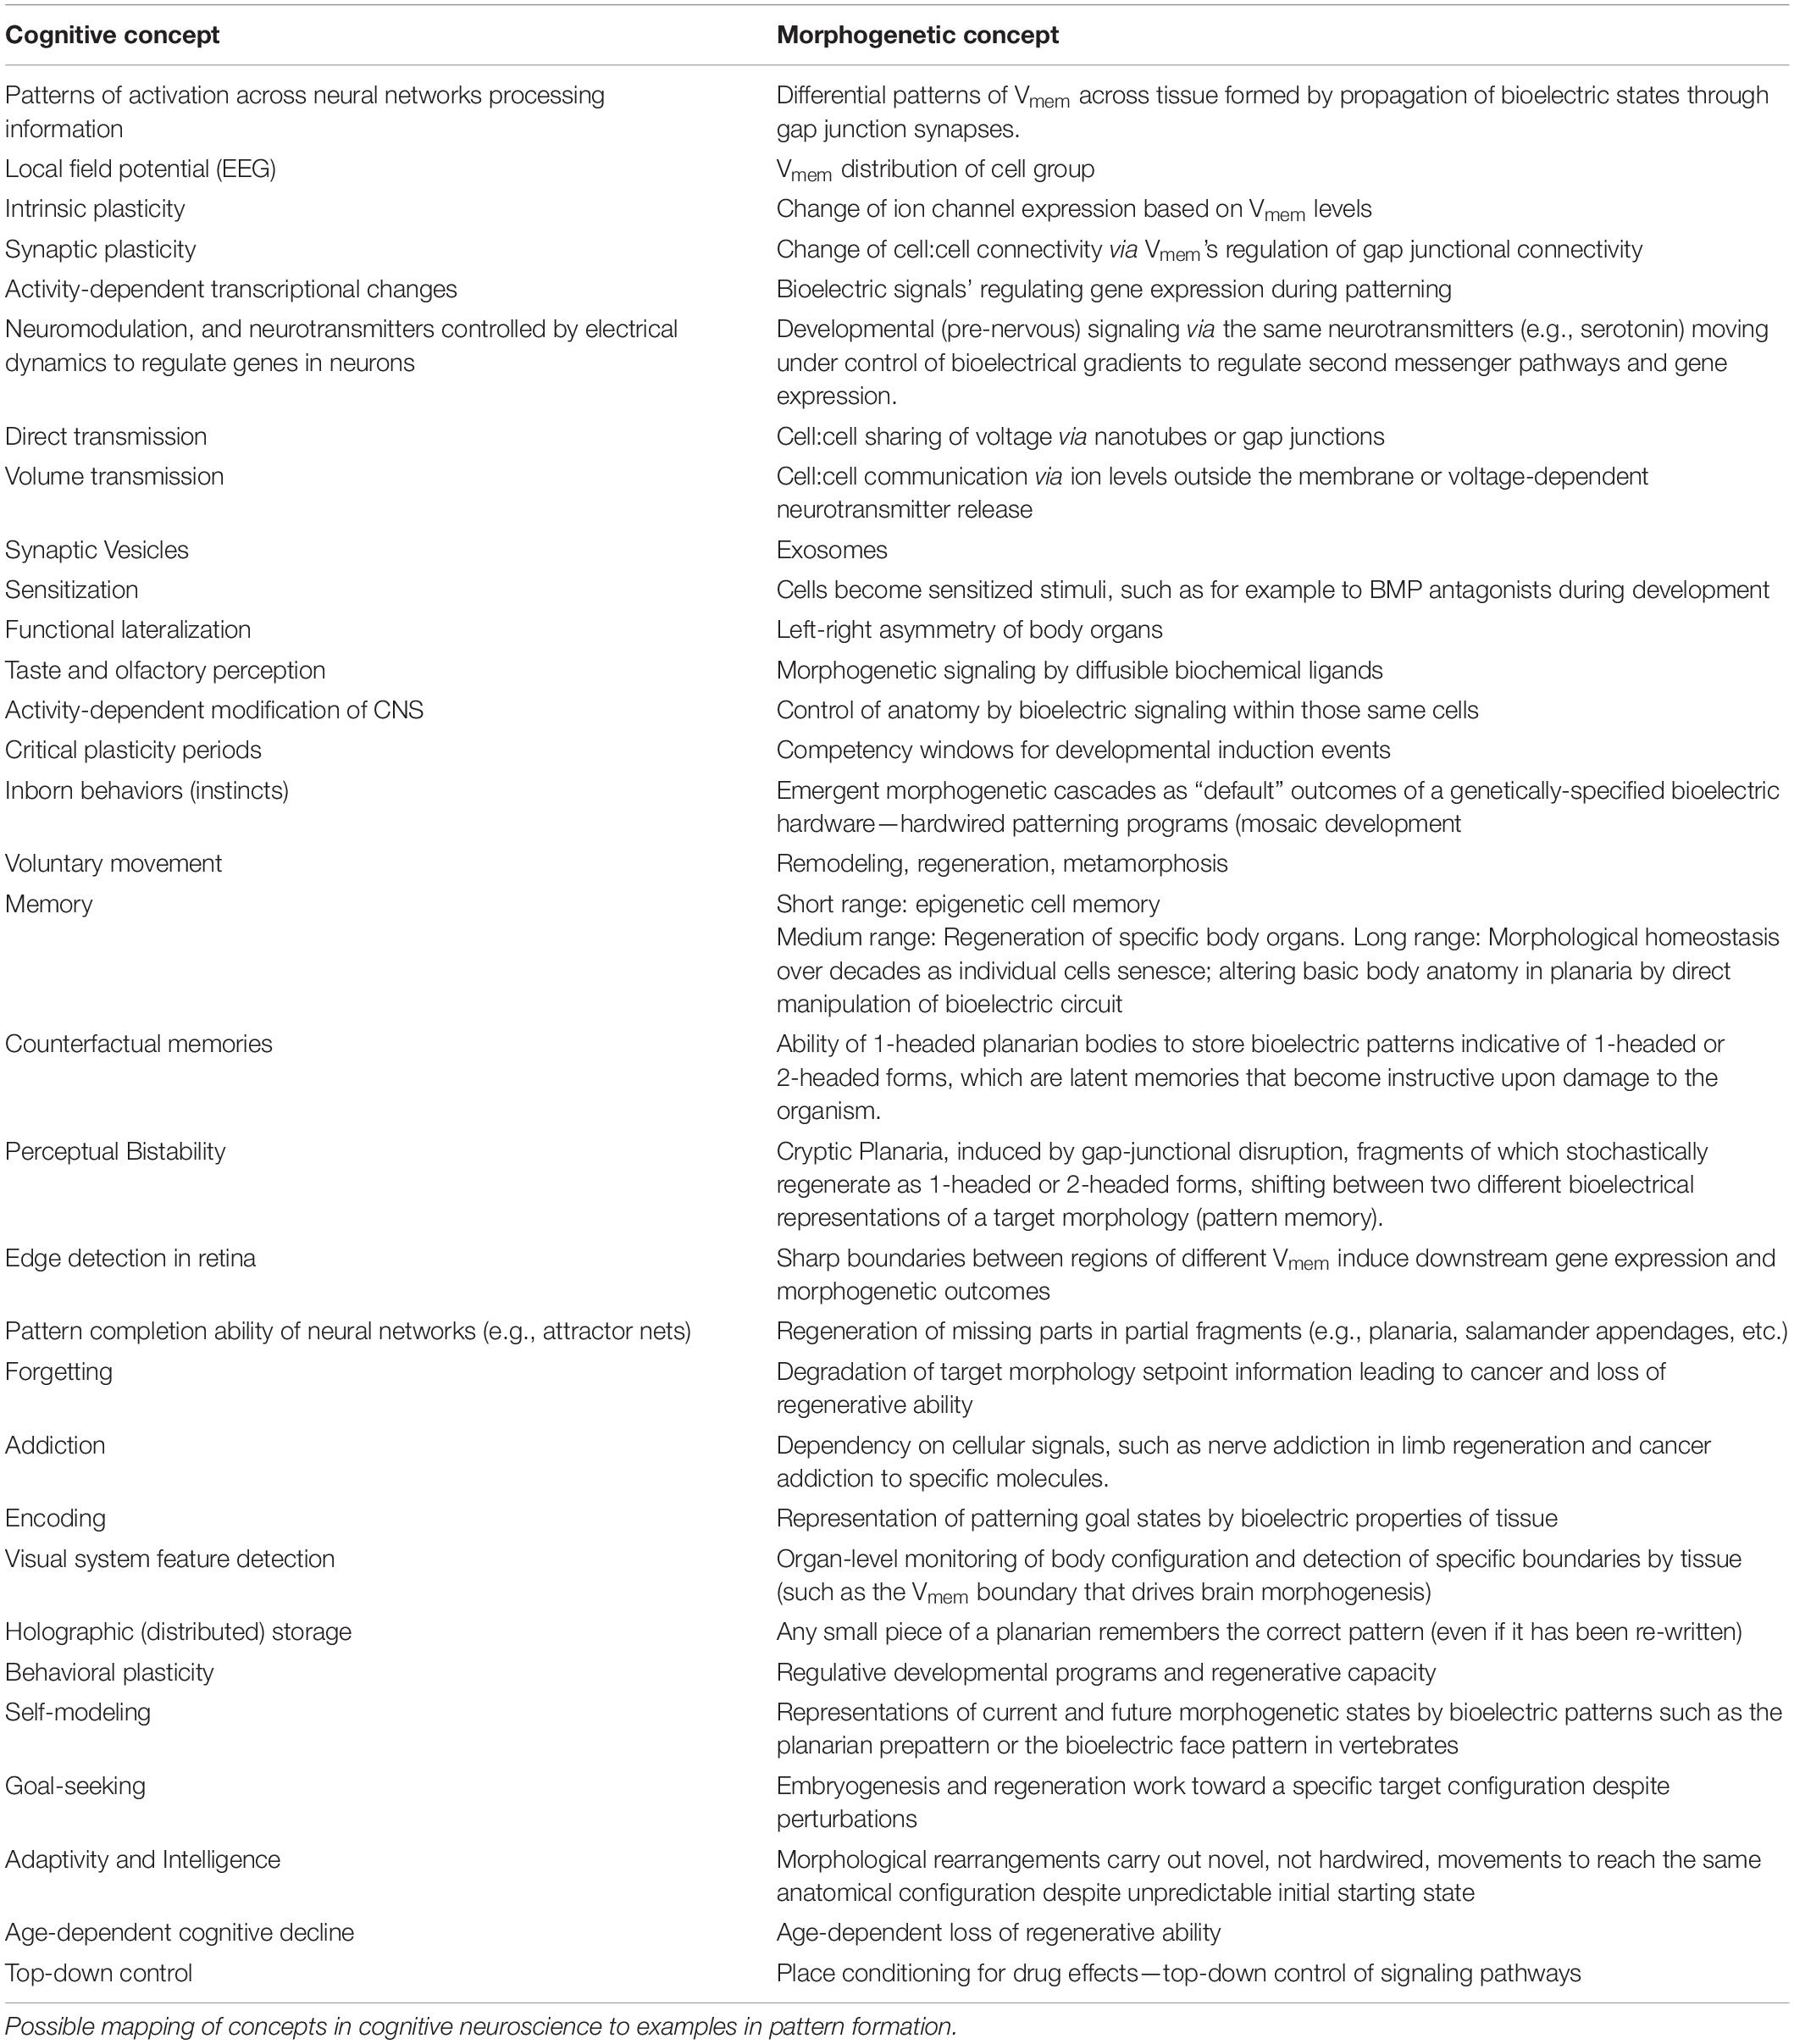 Cognitive concept Morphogenetic concept
Patterns of activation across neural networks processing Differential patterns of Vmem across tissue formed by propagation of bioelectric states through
information gap junction synapses.
Local field potential (EEG) Vmem distribution of cell group
Intrinsic plasticity Change of ion channel expression based on Vmem levels
Synaptic plasticity Change of cell:cell connectivity via Vmem’s regulation of gap junctional connectivity
Activity-dependent transcriptional changes Bioelectric signals’ regulating gene expression during patterning
Neuromodulation, and neurotransmitters controlled by electrical Developmental (pre-nervous) signaling via the same neurotransmitters (e.g., serotonin) moving
dynamics to regulate genes in neurons under control of bioelectrical gradients to regulate second messenger pathways and gene
expression.
Direct transmission Cell:cell sharing of voltage via nanotubes or gap junctions
Volume transmission Cell:cell communication via ion levels outside the membrane or voltage-dependent
neurotransmitter release
Synaptic Vesicles Exosomes
Sensitization Cells become sensitized stimuli, such as for example to BMP antagonists during development
Functional lateralization Left-right asymmetry of body organs
Taste and olfactory perception Morphogenetic signaling by diffusible biochemical ligands
Activity-dependent modification of CNS Control of anatomy by bioelectric signaling within those same cells
Critical plasticity periods Competency windows for developmental induction events
Inborn behaviors (instincts) Emergent morphogenetic cascades as “default” outcomes of a genetically-specified bioelectric
hardware—hardwired patterning programs (mosaic development
Voluntary movement Remodeling, regeneration, metamorphosis
Memory Short range: epigenetic cell memory
Medium range: Regeneration of specific body organs. Long range: Morphological homeostasis
over decades as individual cells senesce; altering basic body anatomy in planaria by direct
manipulation of bioelectric circuit
Counterfactual memories Ability of 1-headed planarian bodies to store bioelectric patterns indicative of 1-headed or
2-headed forms, which are latent memories that become instructive upon damage to the
organism.
Perceptual Bistability Cryptic Planaria, induced by gap-junctional disruption, fragments of which stochastically
regenerate as 1-headed or 2-headed forms, shifting between two different bioelectrical
representations of a target morphology (pattern memory).
Edge detection in retina Sharp boundaries between regions of different Vmem induce downstream gene expression and
morphogenetic outcomes
Pattern completion ability of neural networks (e.g., attractor nets) Regeneration of missing parts in partial fragments (e.g., planaria, salamander appendages, etc.)
Forgetting Degradation of target morphology setpoint information leading to cancer and loss of
regenerative ability
Addiction Dependency on cellular signals, such as nerve addiction in limb regeneration and cancer
addiction to specific molecules.
Encoding Representation of patterning goal states by bioelectric properties of tissue
Visual system feature detection Organ-level monitoring of body configuration and detection of specific boundaries by tissue
(such as the Vmem boundary that drives brain morphogenesis)
Holographic (distributed) storage Any small piece of a planarian remembers the correct pattern (even if it has been re-written)
Behavioral plasticity Regulative developmental programs and regenerative capacity
Self-modeling Representations of current and future morphogenetic states by bioelectric patterns such as the
planarian prepattern or the bioelectric face pattern in vertebrates
Goal-seeking Embryogenesis and regeneration work toward a specific target configuration despite
perturbations
Adaptivity and Intelligence Morphological rearrangements carry out novel, not hardwired, movements to reach the same
anatomical configuration despite unpredictable initial starting state
Age-dependent cognitive decline Age-dependent loss of regenerative ability
Top-down control Place conditioning for drug effects—top-down control of signaling pathways
Possible mapping of concepts in cognitive neuroscience to examples in pattern formation.